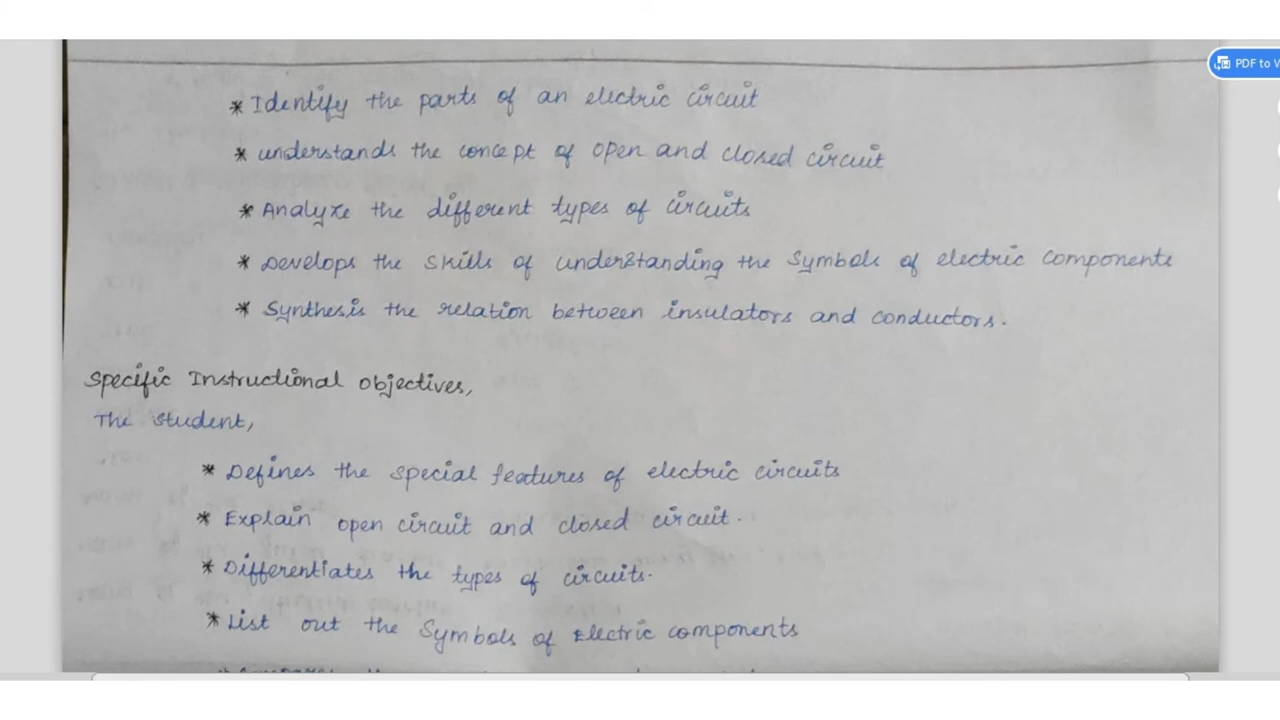 * Identify the parts of an electric circuit
* understands the concept of open and closed circuit
* Analyze the different types of circuits
* Develops the skills of understanding the Symbols of electric components
* Synthesis the relation between insulators and conductors.
Specific Instructional Objectives,
The student,
* Defines the special features of electric circuits
* Explain open circuit and closed circuit.
* Differentiates the types of circuits.
* List out the Symbols of Electric components
PDF to